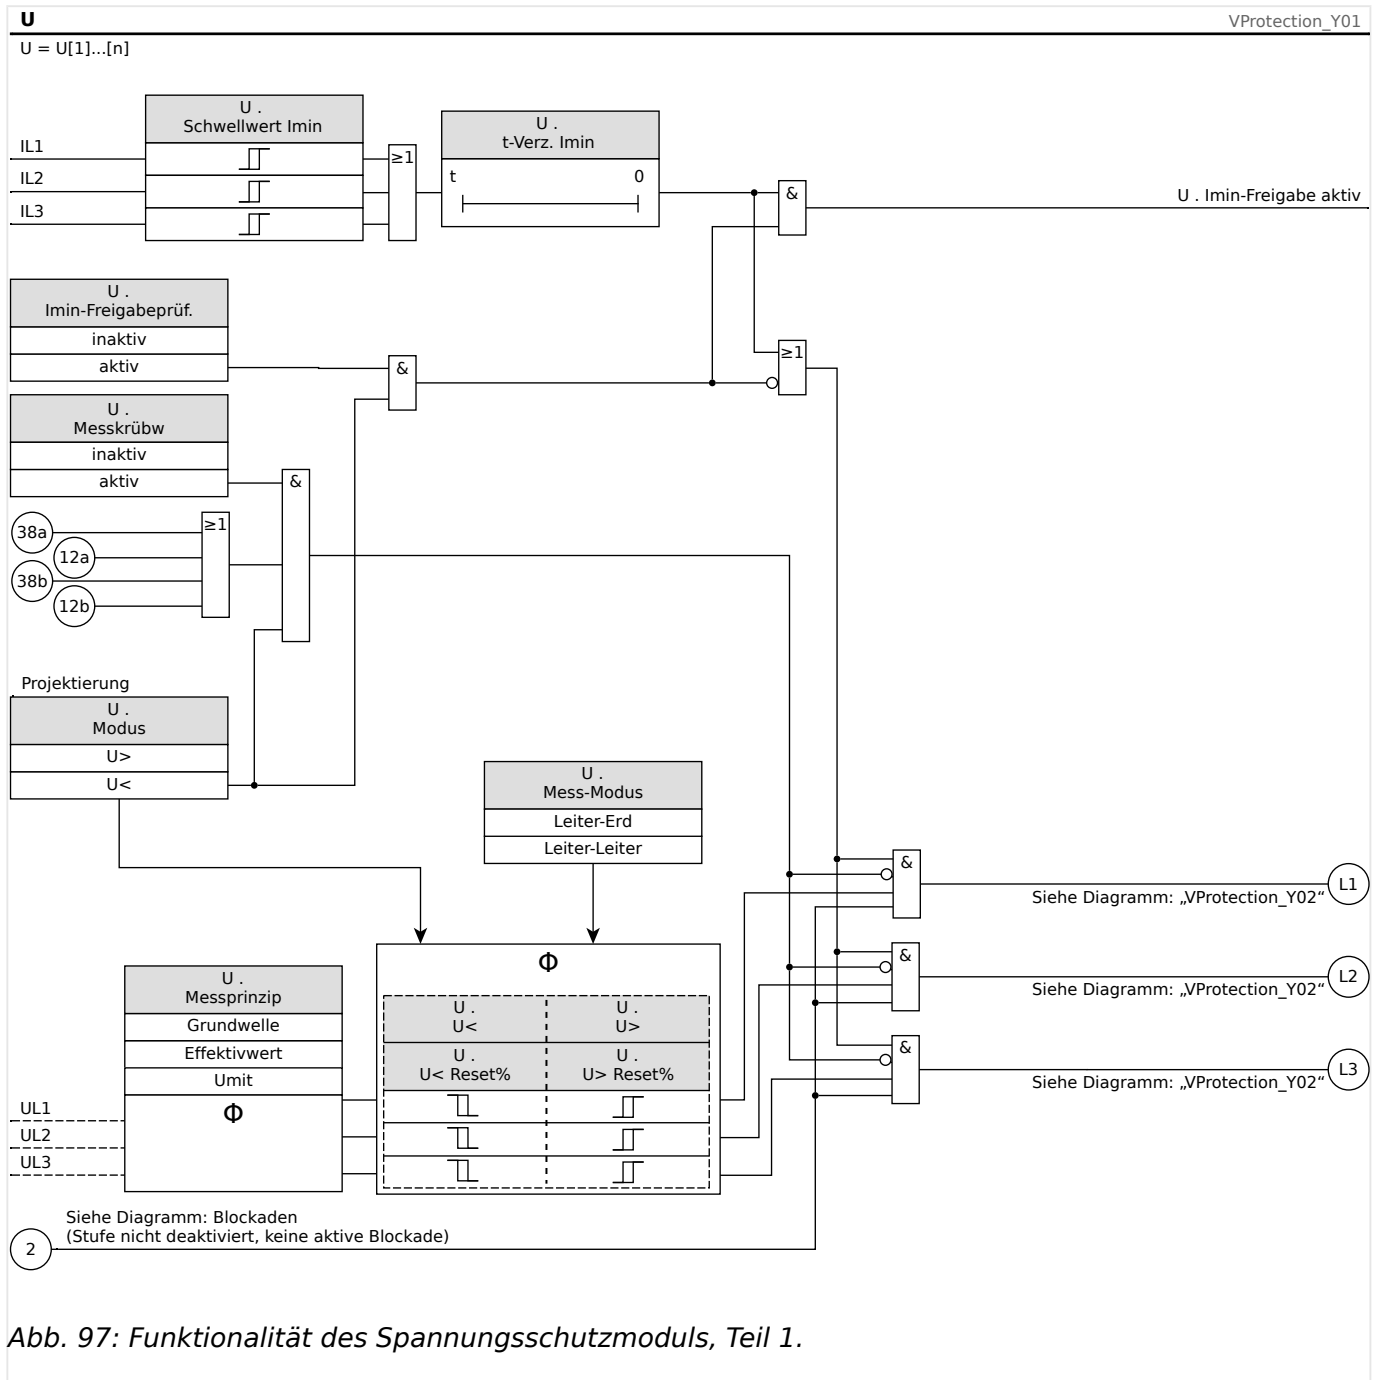 U
VProtection_Y01
U = U[1]...[n]
U .
Schwellwert Imin
IL1
IL2
IL3
≥1
U .
t-Verz. Imin
t
0
&
U . Imin-Freigabe aktiv
U .
Imin-Freigabeprüf.
inaktiv
aktiv
&
≥1
U .
Messkrübw
inaktiv
aktiv
&
38a
12a
38b
12b
≥1
Projektierung
U .
Modus
U>
U<
U .
Mess-Modus
Leiter-Erd
Leiter-Leiter
&
L1
Siehe Diagramm: „VProtection_Y02“
&
L2
Siehe Diagramm: „VProtection_Y02“
&
L3
Siehe Diagramm: „VProtection_Y02“
Φ
U .
U<
U .
U>
U .
U< Reset%
U .
U> Reset%
U .
Messprinzip
Grundwelle
Effektivwert
Umit
Φ
UL1
UL2
UL3
Siehe Diagramm: Blockaden
(Stufe nicht deaktiviert, keine aktive Blockade)
2
Abb. 97: Funktionalität des Spannungsschutzmoduls, Teil 1.